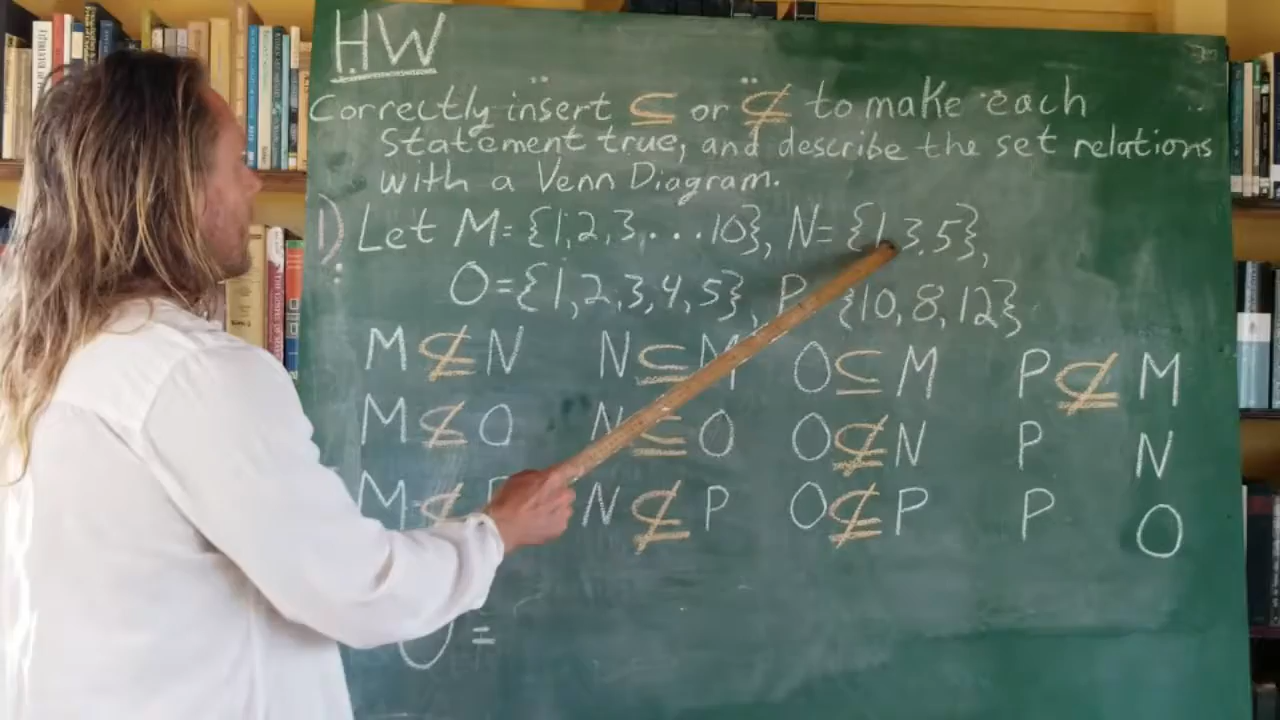 HW
Correctly insert ⊆ or ⊈ to make each
statement true, and describe the set relations
with a Venn Diagram.
1) Let M={1,2,3...10}, N={1,3,5},
O={1,2,3,4,5}, P {10,8,12}
M⊈N N⊆M O⊆M P⊈M
M⊈O N⊆O O⊈N P N
M⊈ N⊈P O⊈P P O
=